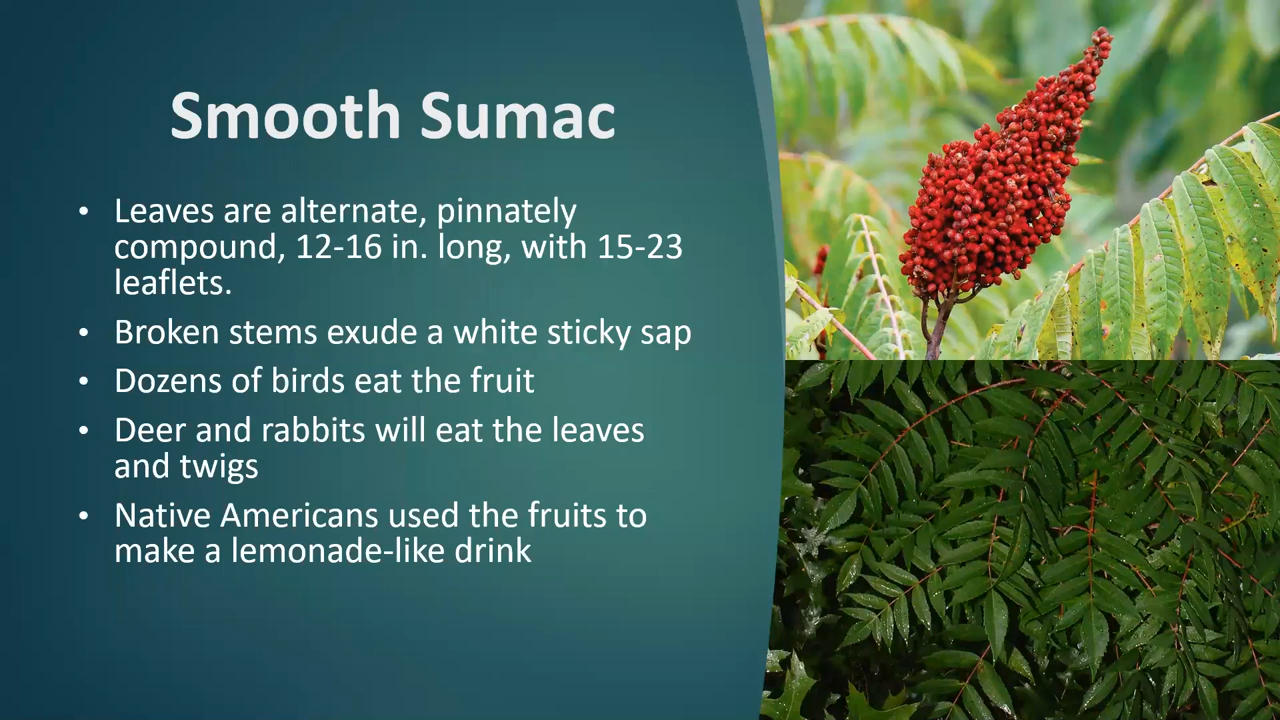 Smooth Sumac
• Leaves are alternate, pinnately
compound, 12-16 in. long, with 15-23
leaflets.
• Broken stems exude a white sticky sap
• Dozens of birds eat the fruit
• Deer and rabbits will eat the leaves
and twigs
• Native Americans used the fruits to
make a lemonade-like drink